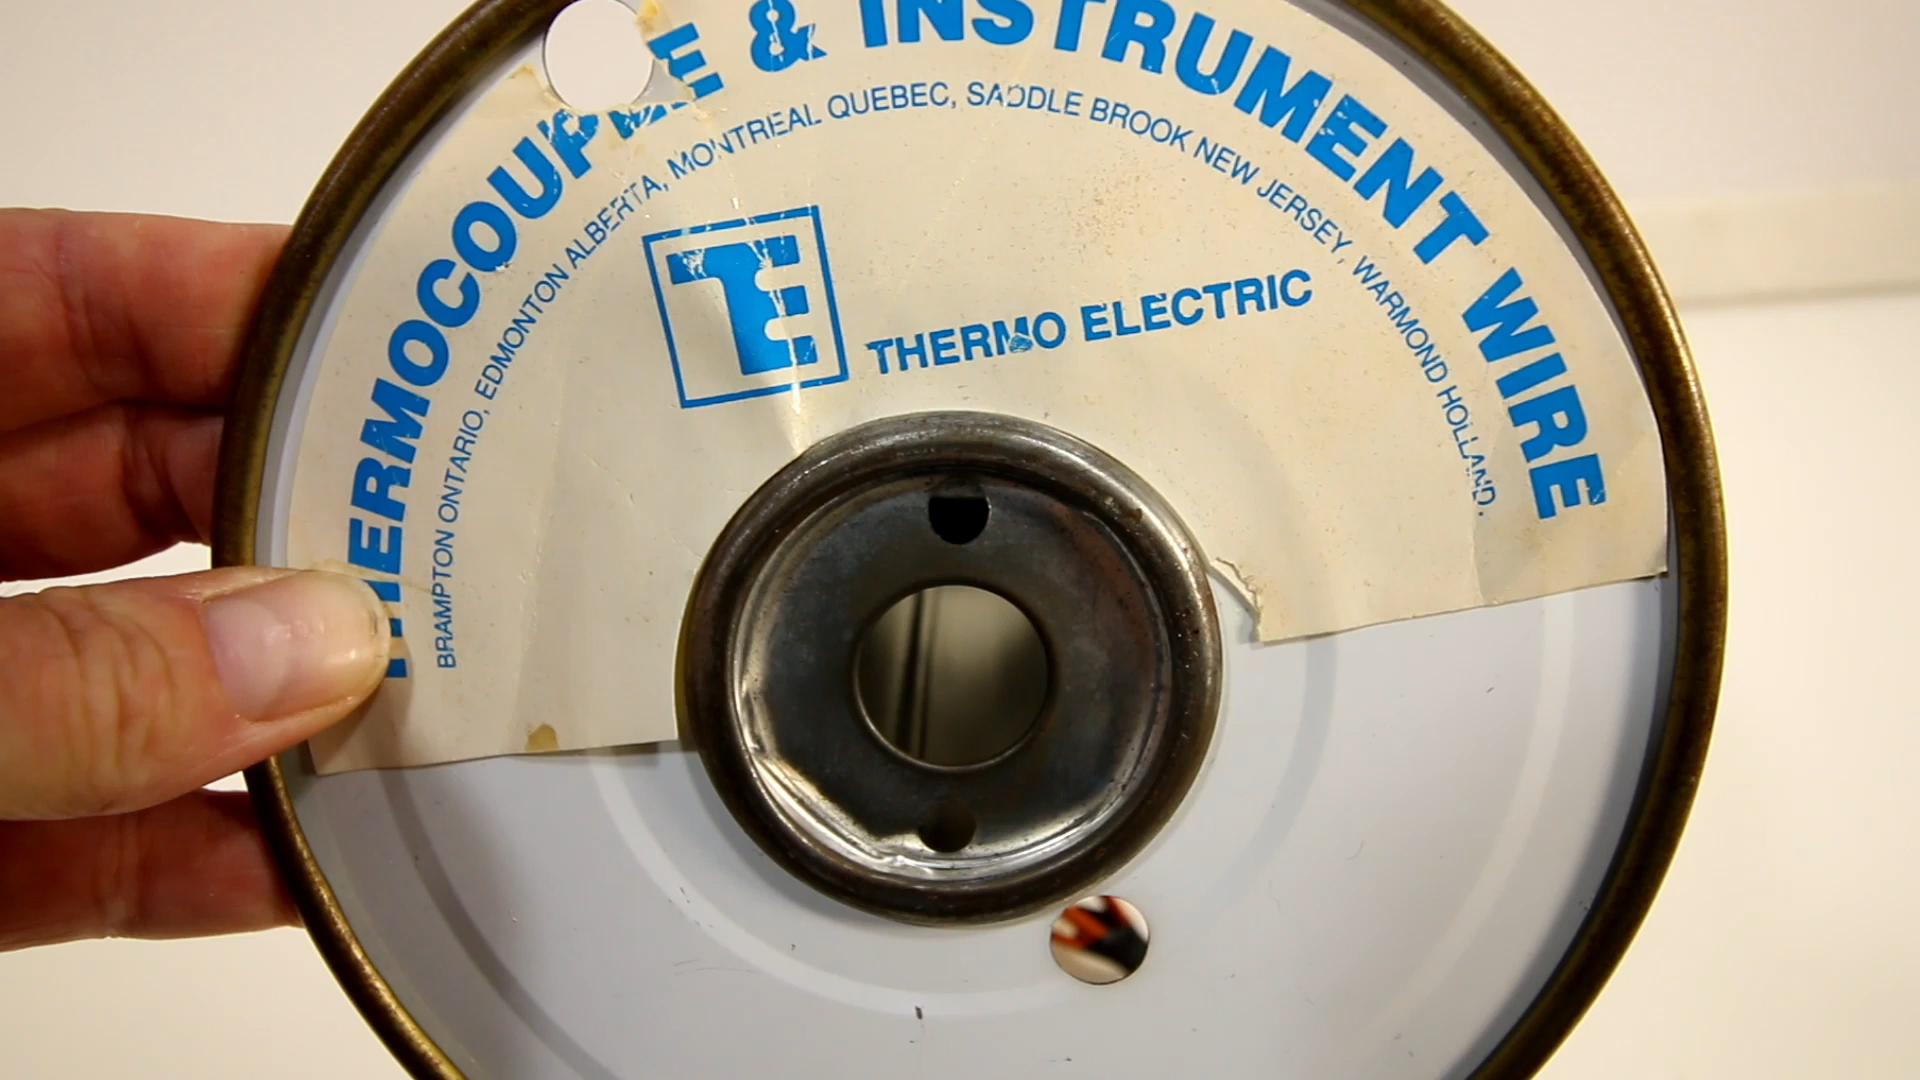 THERMOCOUPLE & INSTRUMENT WIRE
BRAMPTON ONTARIO, EDMONTON ALBERTA, MONTREAL QUEBEC, SADDLE BROOK NEW JERSEY, WARMOND HOLLAND.
TE
THERMO ELECTRIC